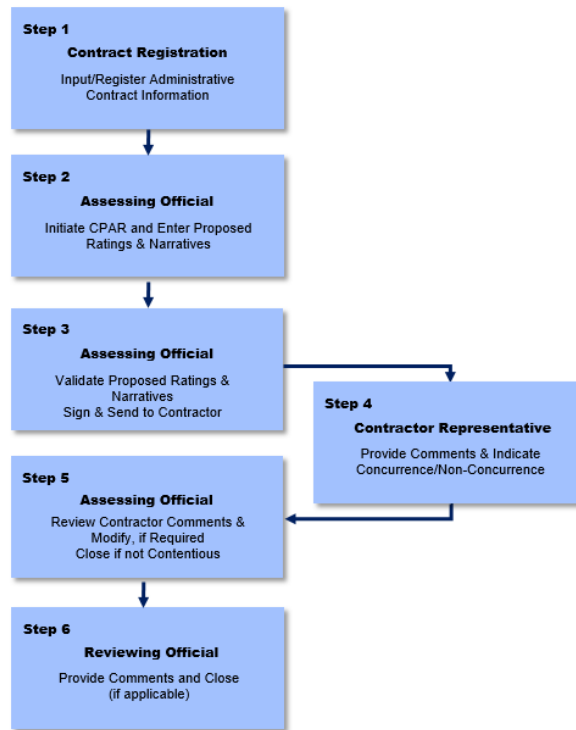 Step 1
Contract Registration
Input/Register Administrative
Contract Information
Step 2
Assessing Official
Initiate CPAR and Enter Proposed
Ratings & Narratives
Step 3
Assessing Official
Validate Proposed Ratings &
Narratives
Sign & Send to Contractor
Step 4
Contractor Representative
Provide Comments & Indicate
Concurrence/Non-Concurrence
Step 5
Assessing Official
Review Contractor Comments &
Modify, if Required
Close if not Contentious
Step 6
Reviewing Official
Provide Comments and Close
(if applicable)